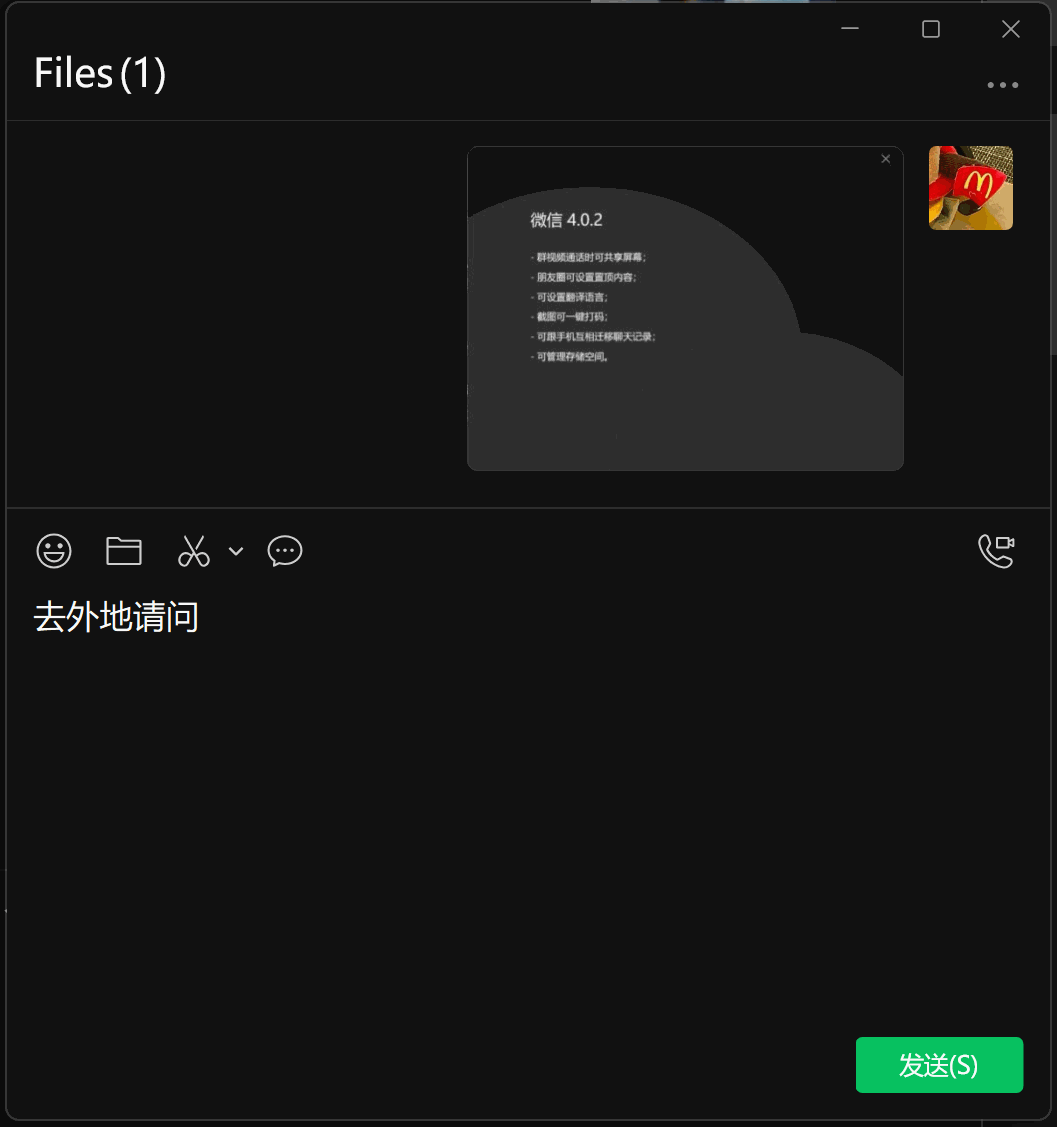 Files(1)
微信 4.0.2
- 群视频通话时可共享屏幕;
- 朋友圈可设置置顶内容;
- 可设置翻译语言;
- 截图可一键打码;
- 可跟手机互相迁移聊天记录;
- 可管理存储空间。
去外地请问
发送(S)